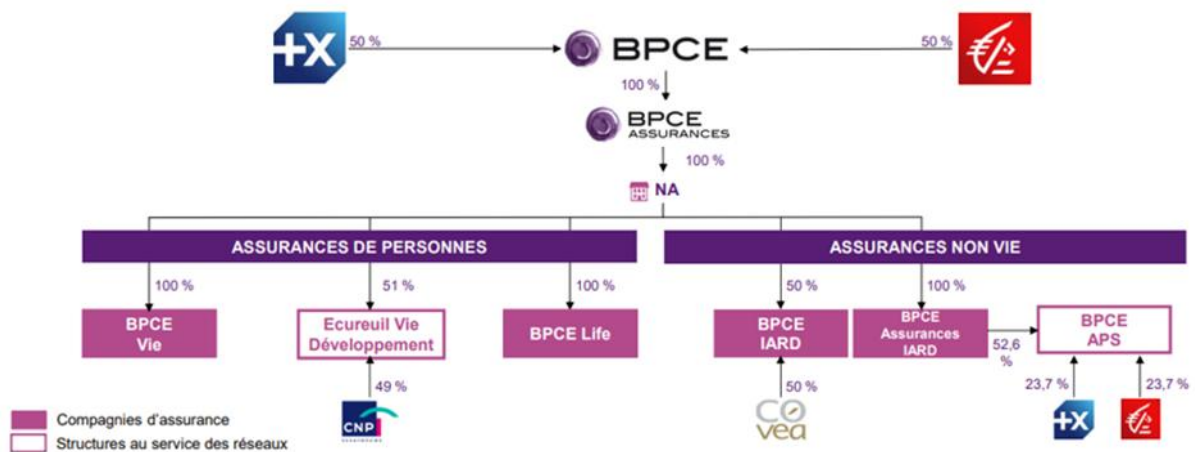 +X
50 %
BPCE
50 %
100 %
BPCE
ASSURANCES
100 %
NA
ASSURANCES DE PERSONNES
ASSURANCES NON VIE
100 %
51 %
100 %
50 %
100 %
BPCE
Vie
Ecureuil Vie
Développement
BPCE Life
BPCE
IARD
BPCE
Assurances
IARD
52,6
%
BPCE
APS
49 %
50 %
23,7 %
23,7 %
CNP
COvea
+X
Compagnies d'assurance
Structures au service des réseaux